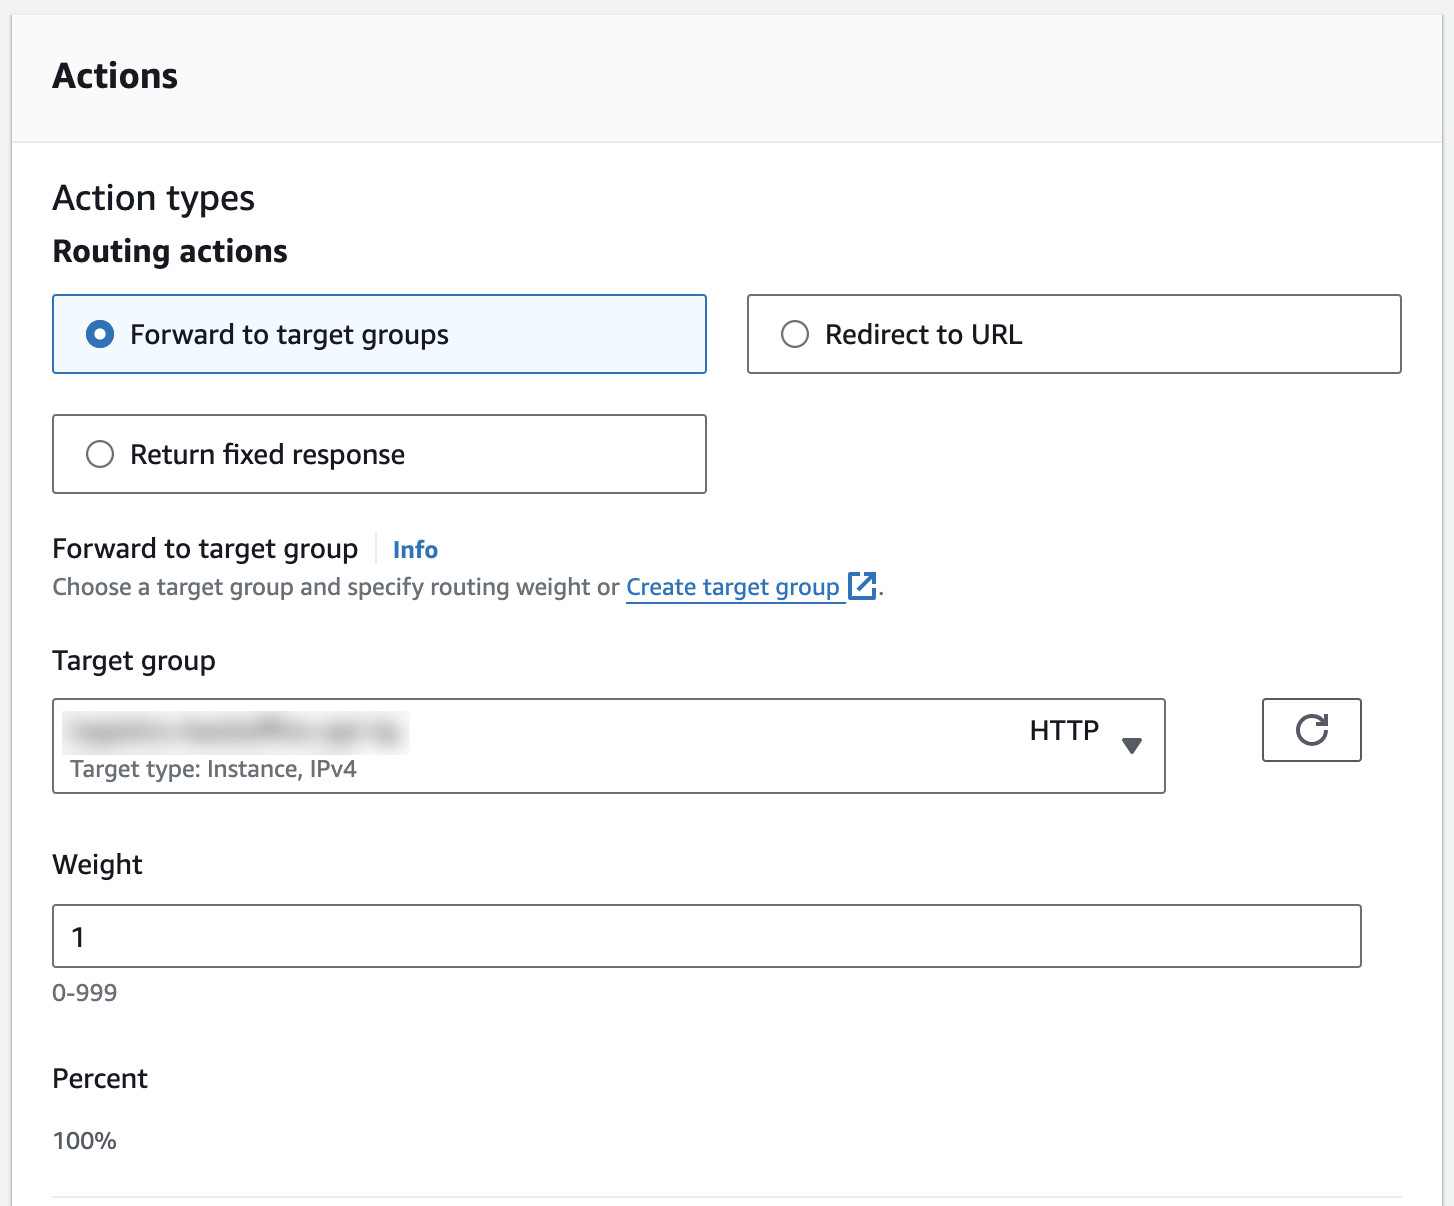 Actions
Action types
Routing actions
Forward to target groups
Redirect to URL
Return fixed response
Forward to target group Info
Choose a target group and specify routing weight or Create target group .
Target group
HTTP
Target type: Instance, IPv4
Weight
1
0-999
Percent
100%